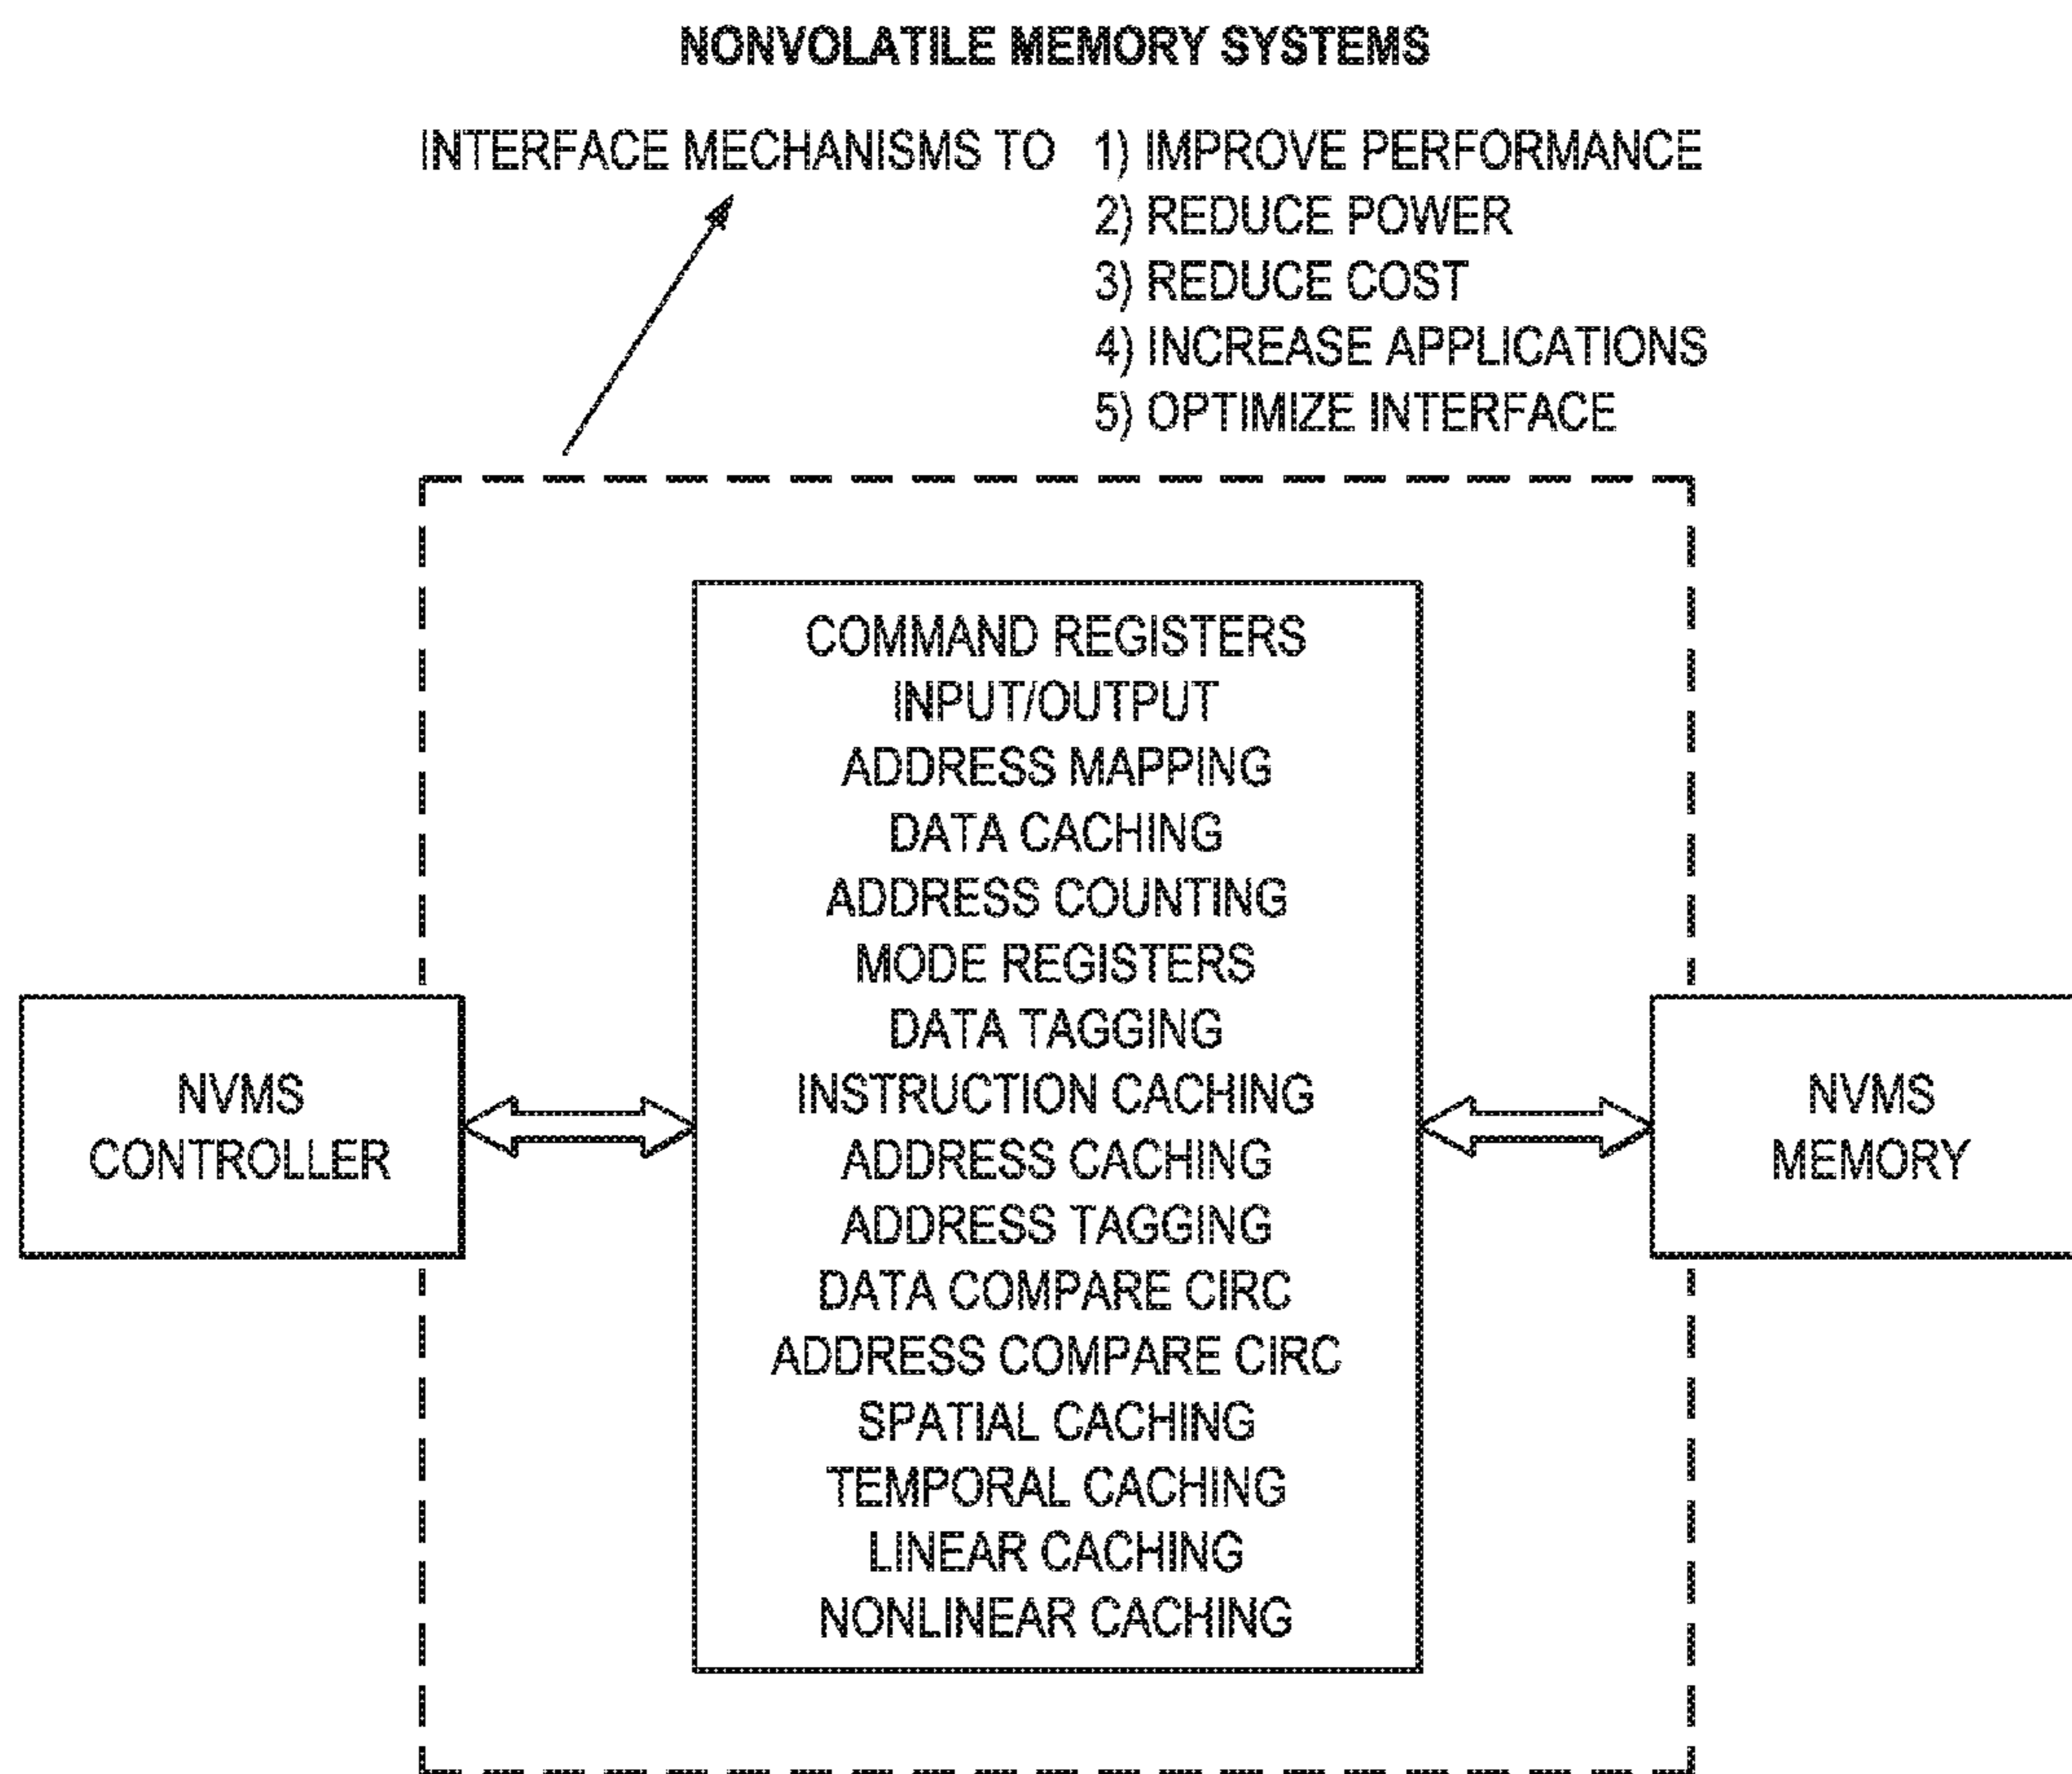 NONVOLATILE MEMORY SYSTEMS
INTERFACE MECHANISMS TO 1) IMPROVE PERFORMANCE
2) REDUCE POWER
3) REDUCE COST
4) INCREASE APPLICATIONS
5) OPTIMIZE INTERFACE
COMMAND REGISTERS
INPUT/OUTPUT
ADDRESS MAPPING
DATA CACHING
ADDRESS COUNTING
MODE REGISTERS
DATA TAGGING
INSTRUCTION CACHING
ADDRESS CACHING
ADDRESS TAGGING
DATA COMPARE CIRC
ADDRESS COMPARE CIRC
SPATIAL CACHING
TEMPORAL CACHING
LINEAR CACHING
NONLINEAR CACHING
NVMS
CONTROLLER
NVMS
MEMORY